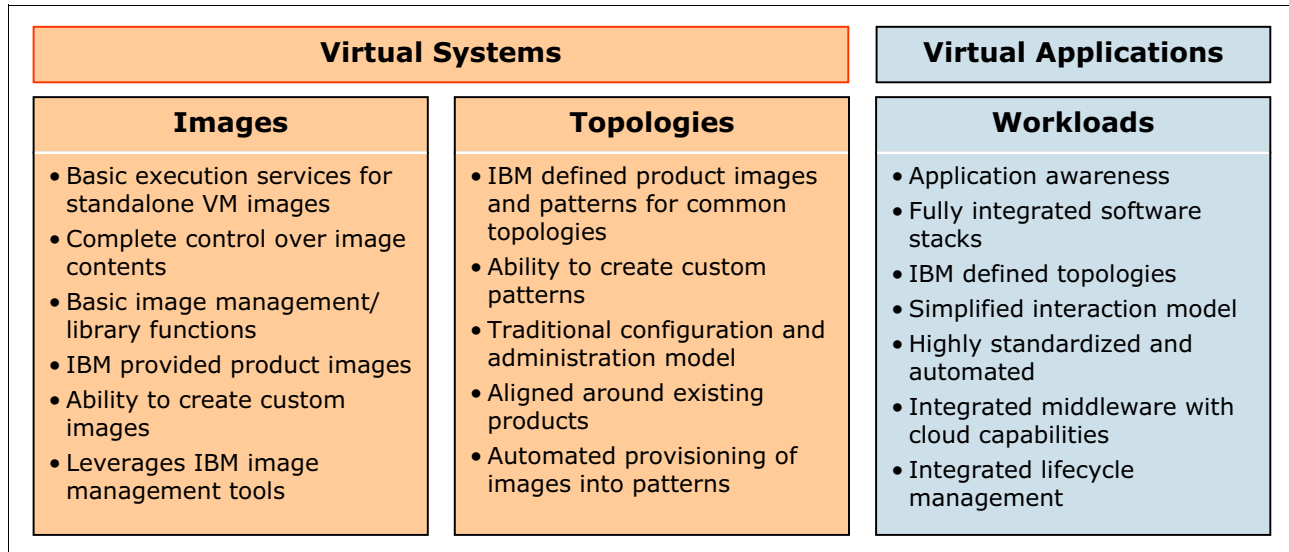 Virtual Systems
Virtual Applications
Images
• Basic execution services for
standalone VM images
• Complete control over image
contents
• Basic image management/
library functions
• IBM provided product images
• Ability to create custom
images
• Leverages IBM image
management tools
Topologies
• IBM defined product images
and patterns for common
topologies
• Ability to create custom
patterns
• Traditional configuration and
administration model
• Aligned around existing
products
• Automated provisioning of
images into patterns
Workloads
• Application awareness
• Fully integrated software
stacks
• IBM defined topologies
• Simplified interaction model
• Highly standardized and
automated
• Integrated middleware with
cloud capabilities
• Integrated lifecycle
management